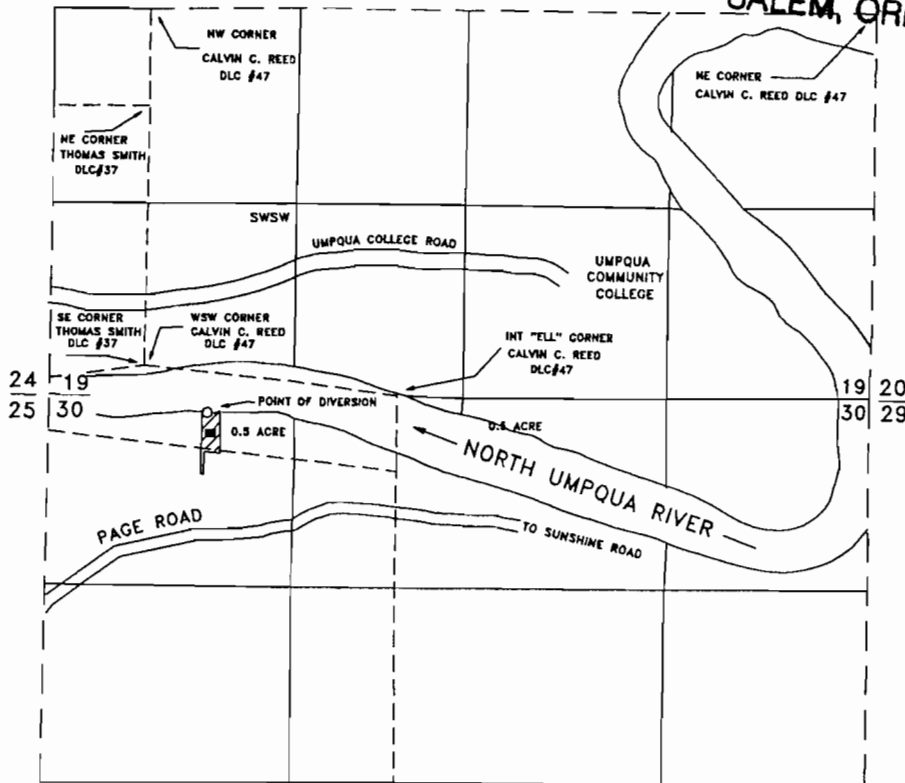 SALEM, OR
NW CORNER
CALVIN C. REED
DLC #47
NE CORNER
CALVIN C. REED DLC #47
NE CORNER
THOMAS SMITH
DLC#37
SWSW
UMPQUA COLLEGE ROAD
UMPQUA
COMMUNITY
COLLEGE
SE CORNER
THOMAS SMITH
DLC #37
WSW CORNER
CALVIN C. REED
DLC #47
INT "ELL" CORNER
CALVIN C. REED
DLC#47
24 19
25 30
19 20
30 29
POINT OF DIVERSION
0.5 ACRE
0.5 ACRE
NORTH UMPQUA RIVER
PAGE ROAD
TO SUNSHINE ROAD